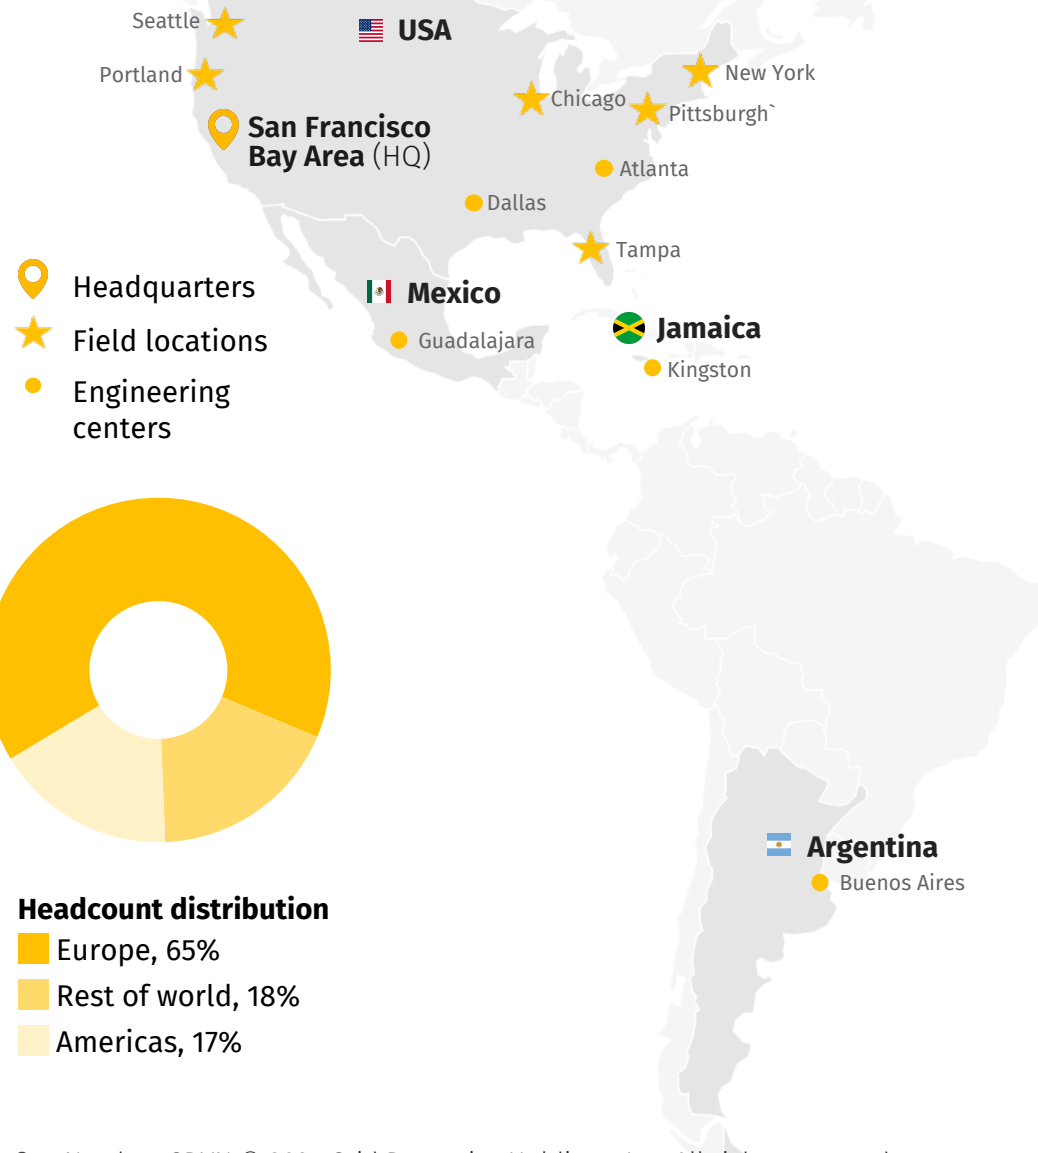 Seattle
USA
Portland
New York
Chicago
Pittsburgh`
San Francisco
Bay Area (HQ)
Atlanta
Dallas
Tampa
Headquarters
Mexico
Jamaica
Field locations
Guadalajara
Kingston
Engineering
centers
Argentina
Buenos Aires
Headcount distribution
Europe, 65%
Rest of world, 18%
Americas, 17%